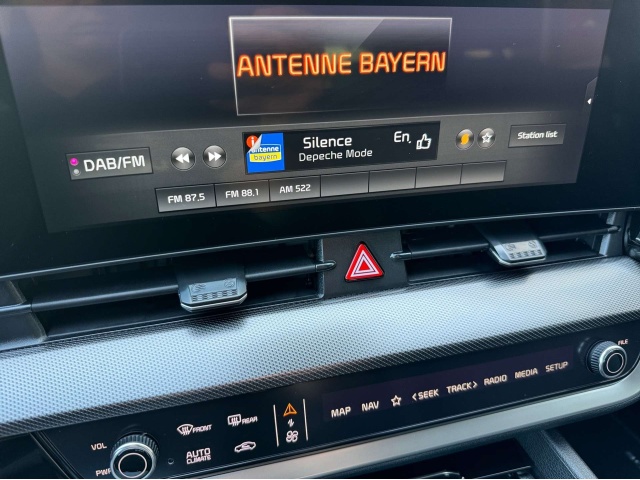 ANTENNE BAYERN
DAB/FM
antenne
bayern
Silence
Depeche Mode
En
Station list
FM 87.5
FM 88.1
AM 522
MAP
NAV
<SEEK
TRACK>
RADIO
MEDIA
SETUP
FILE
VOL
PWR
FRONT
REAR
AUTO
CLIMATE